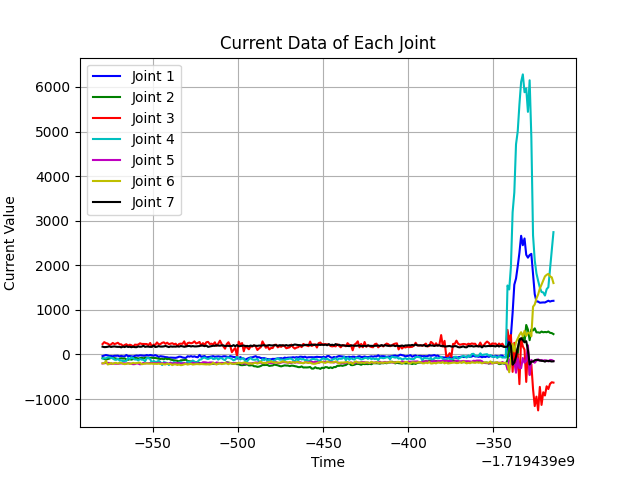 Current Data of Each Joint
Joint 1
Joint 2
Joint 3
Joint 4
Joint 5
Joint 6
Joint 7
6000
5000
4000
3000
2000
1000
0
−1000
Current Value
−550
−500
−450
−400
−350
Time
−1.719439e9